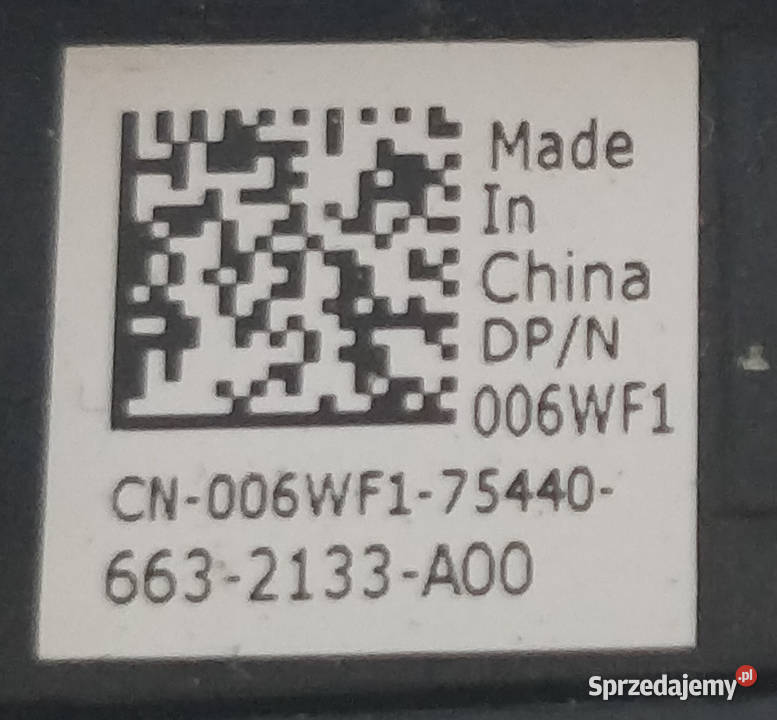 Made
In
China
DP/N
006WF1
CN-006WF1-75440-
663-2133-A00
Sprzedajemy.pl